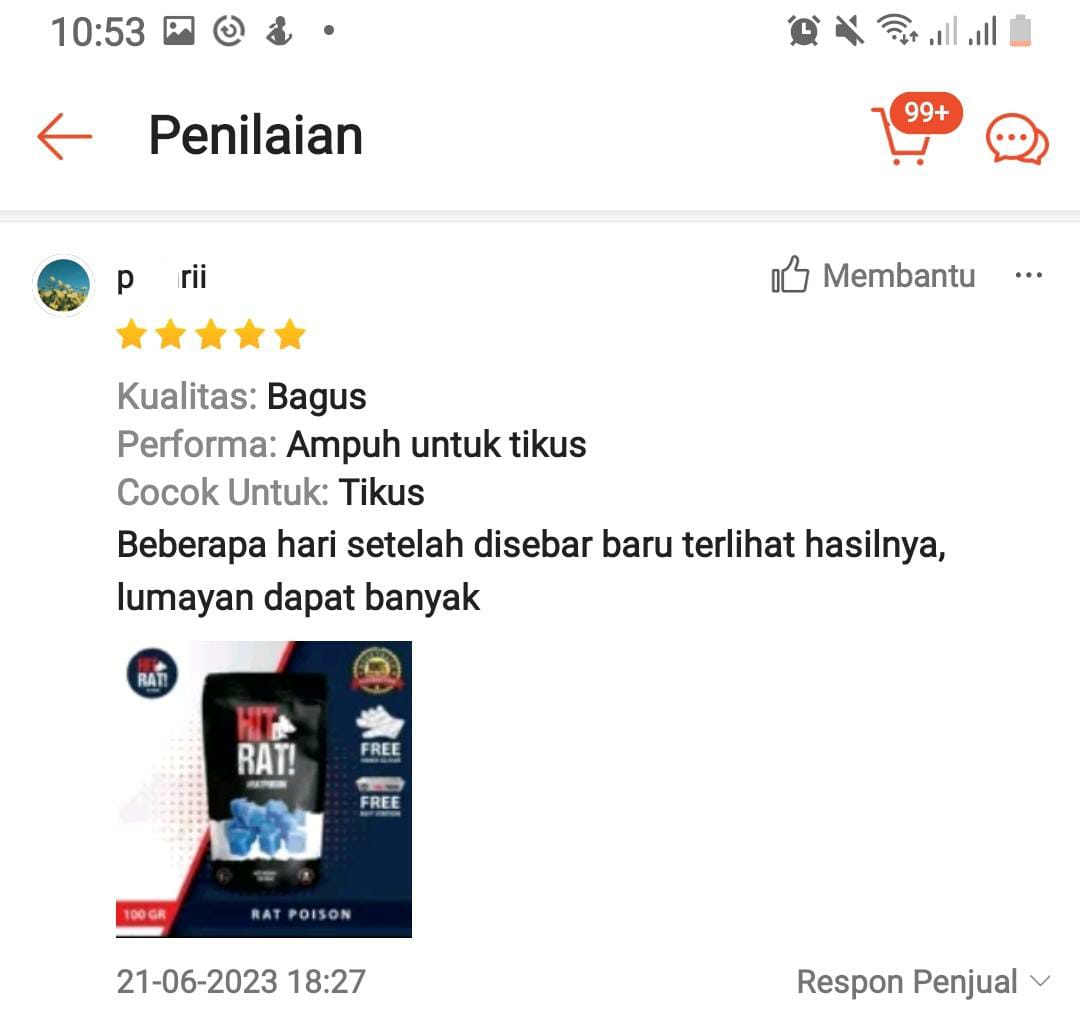 10:53
Penilaian
99+
p rii
Membantu
Kualitas: Bagus
Performa: Ampuh untuk tikus
Cocok Untuk: Tikus
Beberapa hari setelah disebar baru terlihat hasilnya,
lumayan dapat banyak
HIT
RAT!
HIT
RAT!
FREE
FREE
100 GR
RAT POISON
21-06-2023 18:27
Respon Penjual